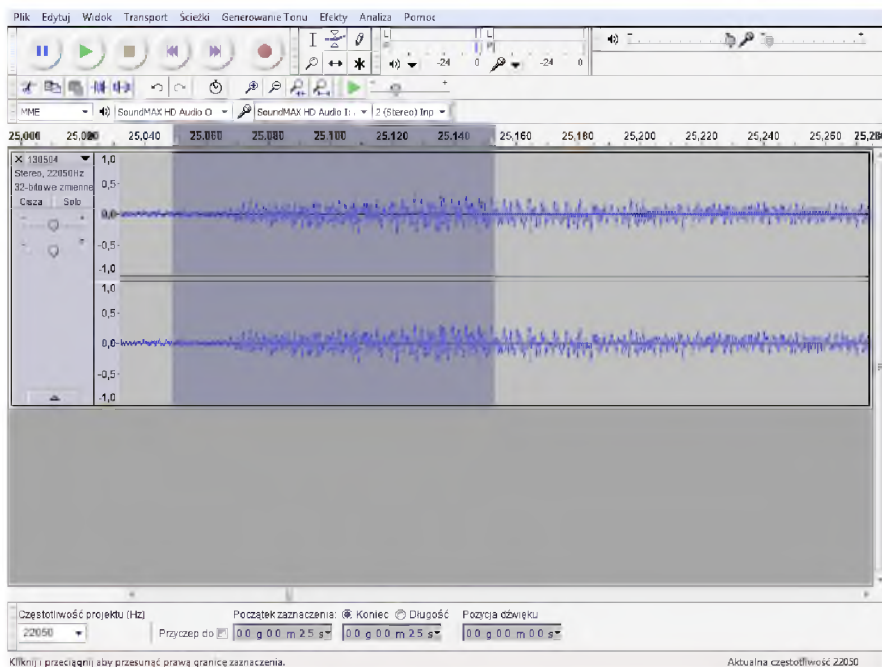 Plik Edytuj Widok Transport Ścieżki Generowanie Tonu Efekty Analiza Pomoc
-24 0 -24 0
MME SoundMAX HD Audio O SoundMAX HD Audio I: 2 (Stereo) Inp
25,000 25,040 25,060 25,080 25,100 25,120 25,140 25,160 25,180 25,200 25,220 25,240 25,260
130504 1,0
Stereo, 22050Hz
32-bitowe zmienne
0,5
Cisza Solo
0,0
-0,5
-1,0
1,0
0,5
0,0
-0,5
-1,0
Częstotliwość projektu (Hz) Początek zaznaczenia: Koniec Długość Pozycja dźwięku
22050 Przyczep do 00 g 00 m 25 s 00 g 00 m 25 s 00 g 00 m 00 s
Kliknij i przeciągnij aby przesunąć prawą granicę zaznaczenia. Aktualna częstotliwość 22050